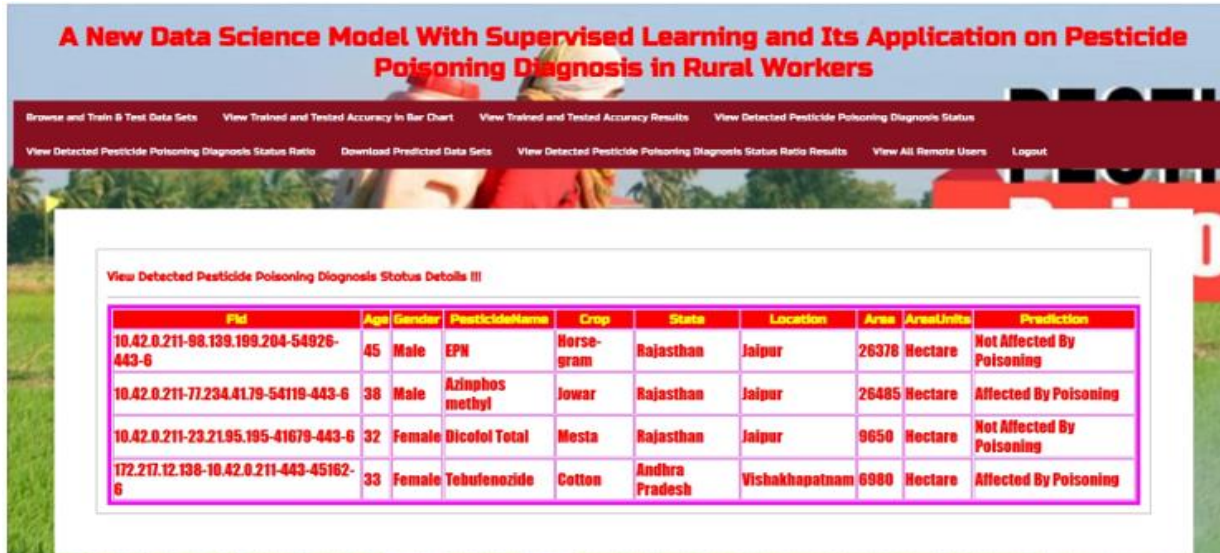 A New Data Science Model With Supervised Learning and Its Application on Pesticide
Poisoning Diagnosis in Rural Workers
PESTI
Browse and Train & Test Data Sets View Trained and Tested Accuracy in Bar Chart View Trained and Tested Accuracy Results View Detected Pesticide Poisoning Diagnosis Status
View Detected Pesticide Poisoning Diagnosis Status Ratio Download Predicted Data Sets View Detected Pesticide Poisoning Diagnosis Status Ratio Results View All Remote Users Logout
View Detected Pesticide Poisoning Diagnosis Status Details !!!
Fid Age Gender PesticideName Crop State Location Area AreaUnits Prediction
10.42.0.211-98.139.199.204-54926-443-6 45 Male EPN Horse-gram Rajasthan Jaipur 26378 Hectare Not Affected By Poisoning
10.42.0.211-77.234.41.79-54119-443-6 38 Male Azinphos methyl Jowar Rajasthan Jaipur 26485 Hectare Affected By Poisoning
10.42.0.211-23.21.95.195-41679-443-6 32 Female Dicofol Total Mesta Rajasthan Jaipur 9650 Hectare Not Affected By Poisoning
172.217.12.138-10.42.0.211-443-45162-6 33 Female Tebufenozide Cotton Andhra Pradesh Vishakhapatnam 6980 Hectare Affected By Poisoning